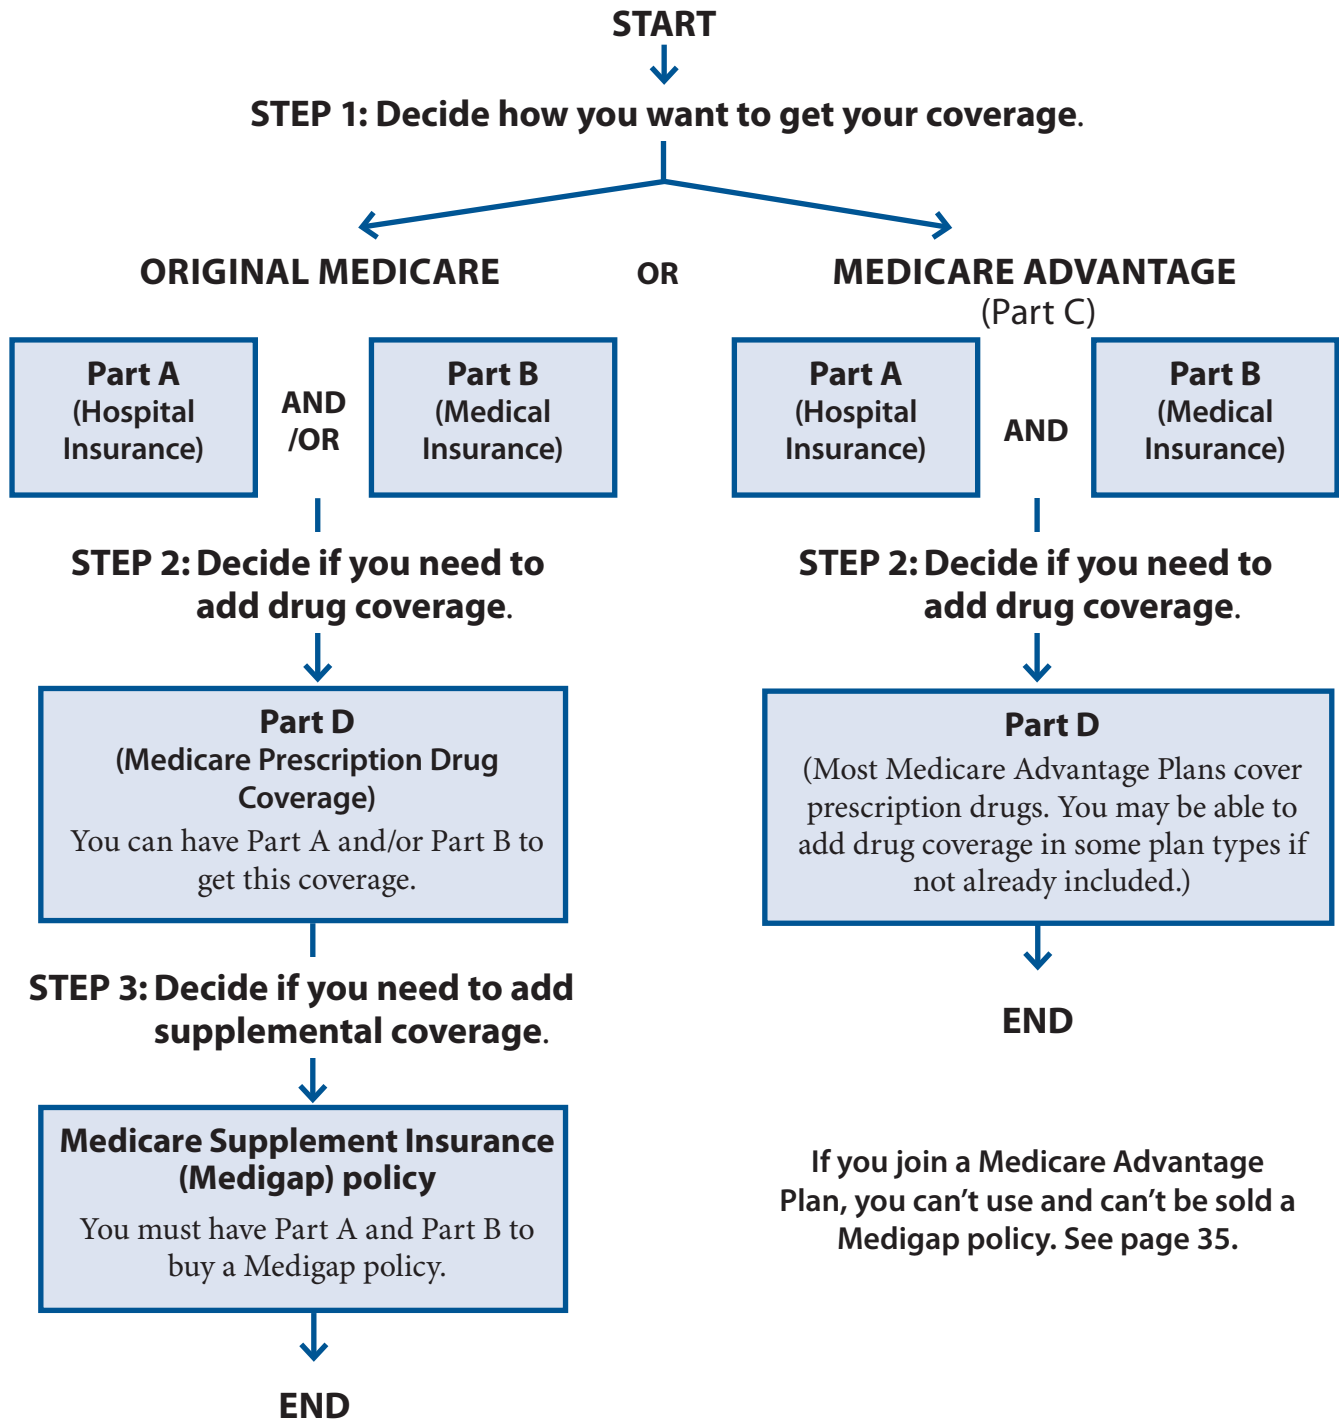 START
STEP 1: Decide how you want to get your coverage.
ORIGINAL MEDICARE
OR
MEDICARE ADVANTAGE
(Part C)
Part A
(Hospital
Insurance)
AND
/OR
Part B
(Medical
Insurance)
Part A
(Hospital
Insurance)
AND
Part B
(Medical
Insurance)
STEP 2: Decide if you need to
add drug coverage.
Part D
(Medicare Prescription Drug
Coverage)
You can have Part A and/or Part B to
get this coverage.
STEP 3: Decide if you need to add
supplemental coverage.
Medicare Supplement Insurance
(Medigap) policy
You must have Part A and Part B to
buy a Medigap policy.
END
STEP 2: Decide if you need to
add drug coverage.
Part D
(Most Medicare Advantage Plans cover
prescription drugs. You may be able to
add drug coverage in some plan types if
not already included.)
END
If you join a Medicare Advantage
Plan, you can’t use and can’t be sold a
Medigap policy. See page 35.